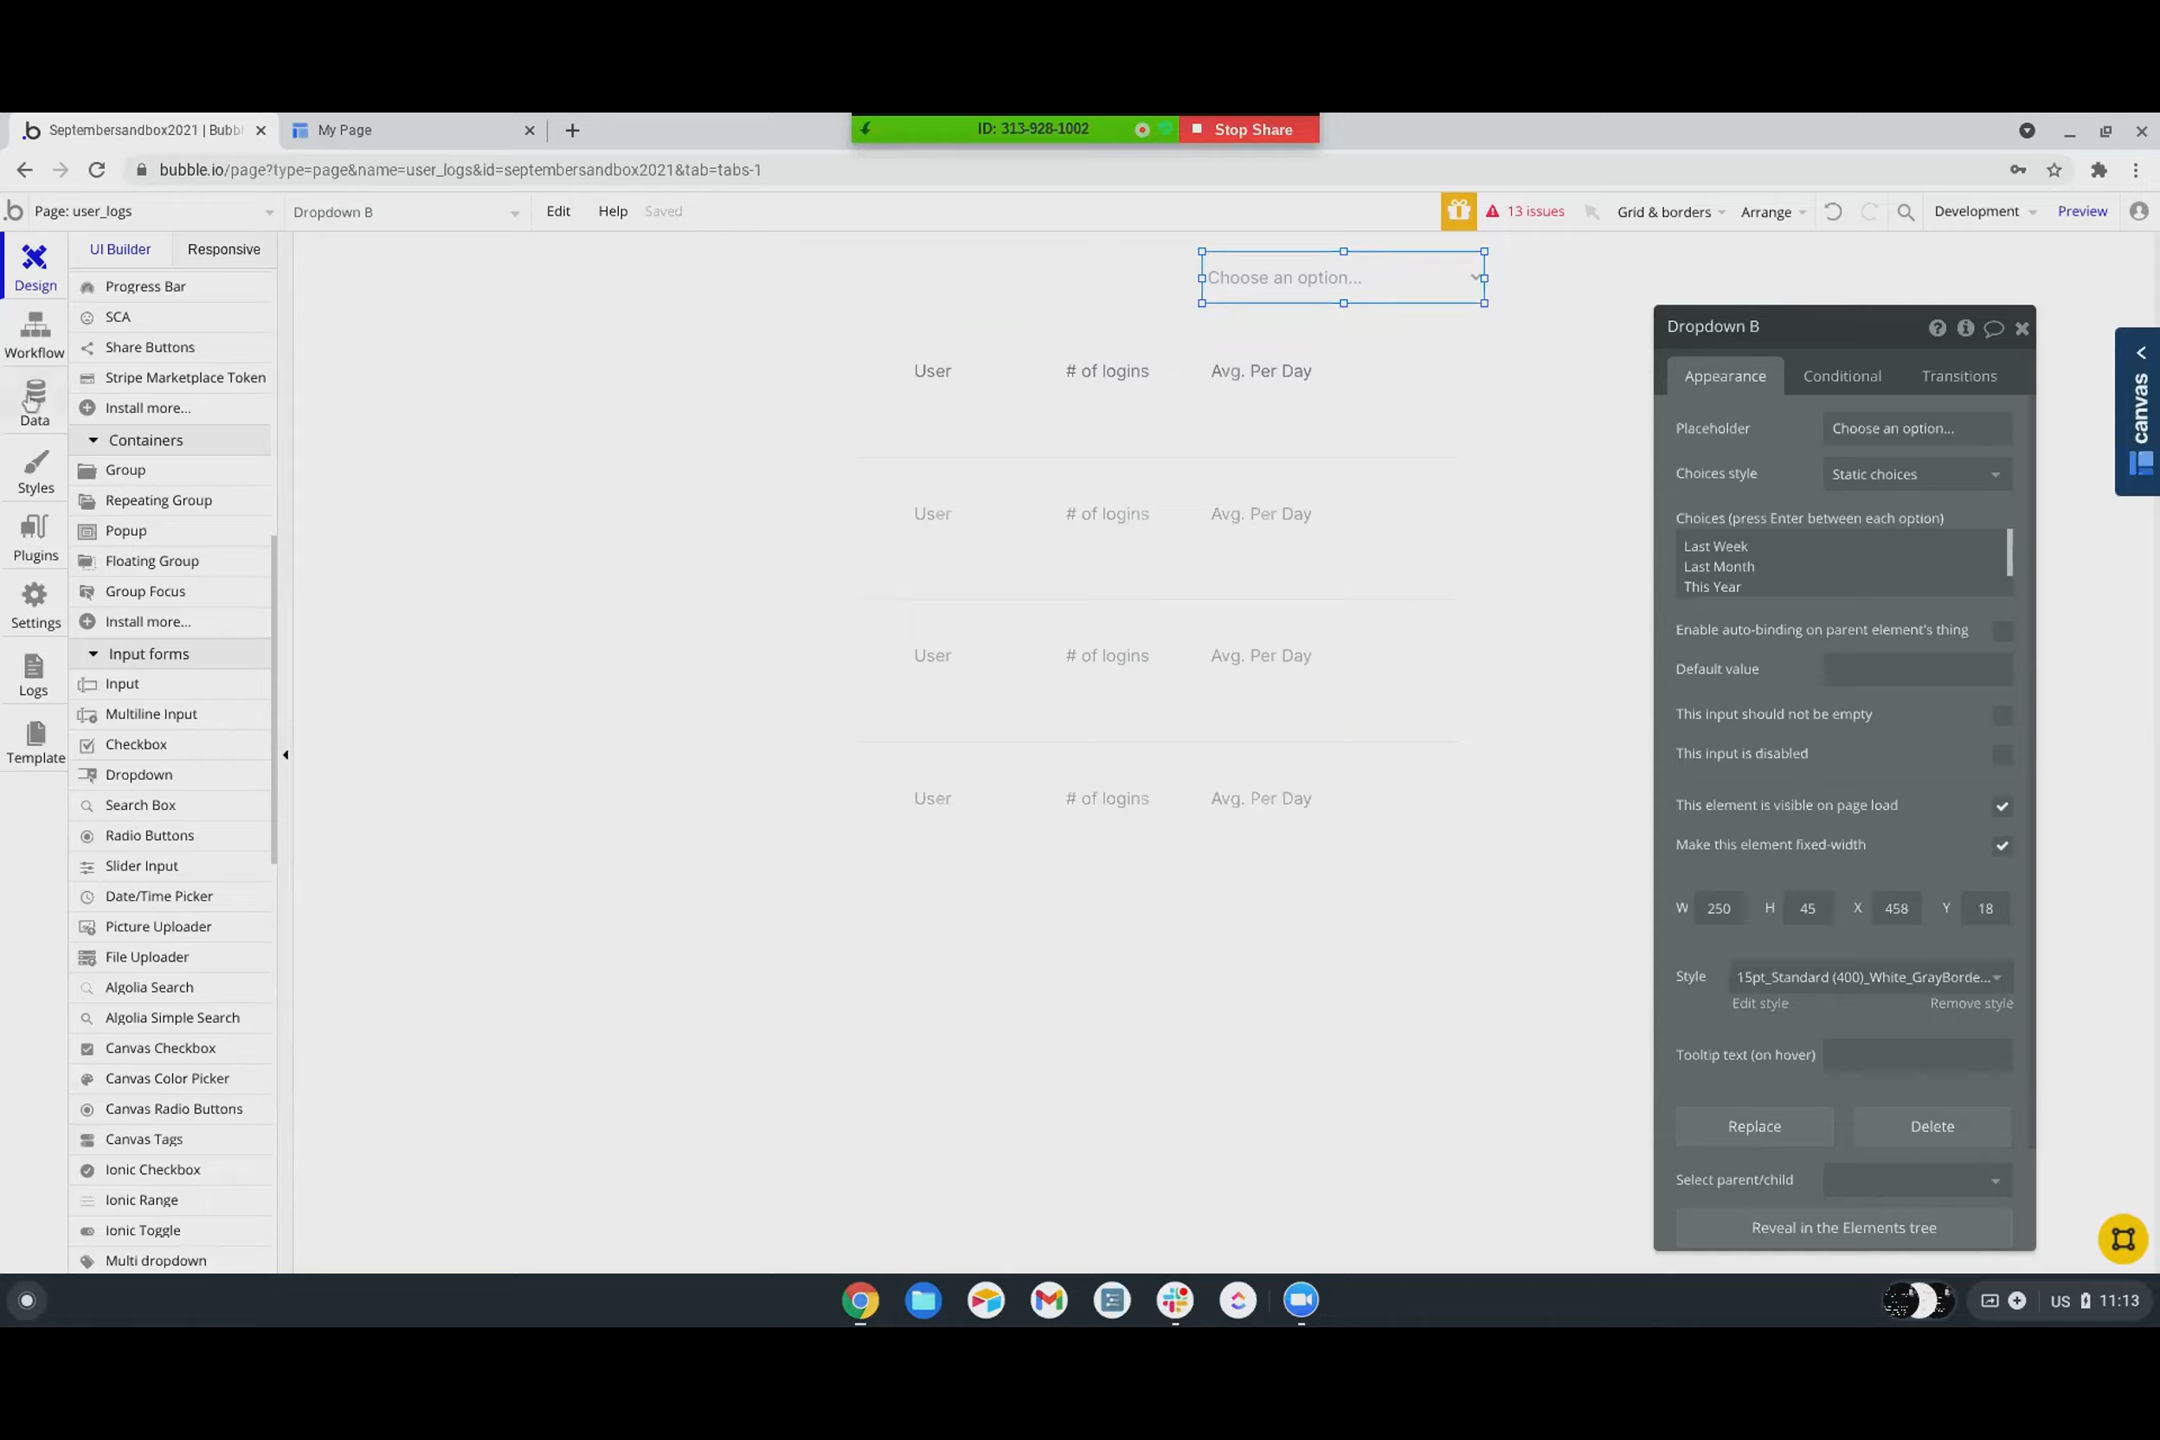 Septembersandbox2021 | Bubbl
My Page
ID: 313-928-1002
Stop Share
bubble.io/page?type=page&name=user_logs&id=septembersandbox2021&tab=tabs-1
Page: user_logs
Dropdown B
Edit
Help
Saved
13 issues
Grid & borders
Arrange
Development
Preview
UI Builder
Responsive
Design
Workflow
Data
Styles
Plugins
Settings
Logs
Template
Progress Bar
SCA
Share Buttons
Stripe Marketplace Token
Install more...
Containers
Group
Repeating Group
Popup
Floating Group
Group Focus
Install more...
Input forms
Input
Multiline Input
Checkbox
Dropdown
Search Box
Radio Buttons
Slider Input
Date/Time Picker
Picture Uploader
File Uploader
Algolia Search
Algolia Simple Search
Canvas Checkbox
Canvas Color Picker
Canvas Radio Buttons
Canvas Tags
Ionic Checkbox
Ionic Range
Ionic Toggle
Multi dropdown
Choose an option...
User # of logins Avg. Per Day
User # of logins Avg. Per Day
User # of logins Avg. Per Day
User # of logins Avg. Per Day
Dropdown B
Appearance
Conditional
Transitions
Placeholder Choose an option...
Choices style Static choices
Choices (press Enter between each option)
Last Week
Last Month
This Year
Enable auto-binding on parent element's thing
Default value
This input should not be empty
This input is disabled
This element is visible on page load
Make this element fixed-width
W 250 H 45 X 458 Y 18
Style 15pt_Standard (400)_White_GrayBorde...
Edit style Remove style
Tooltip text (on hover)
Replace Delete
Select parent/child
Reveal in the Elements tree
canvas
US 11:13